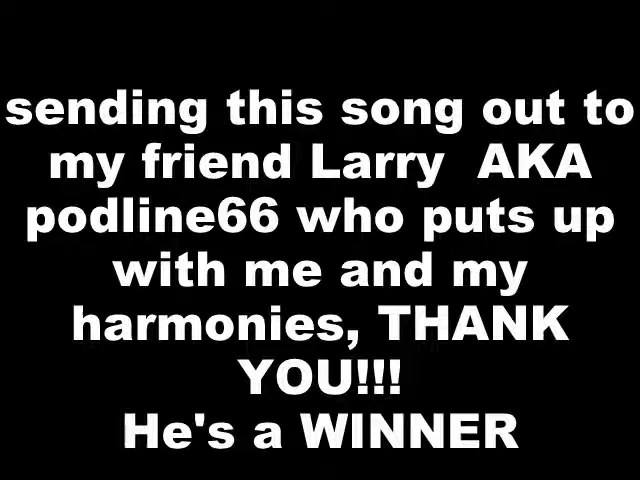 sending this song out to
my friend Larry  AKA
podline66 who puts up
with me and my
harmonies, THANK
YOU!!!
He's a WINNER